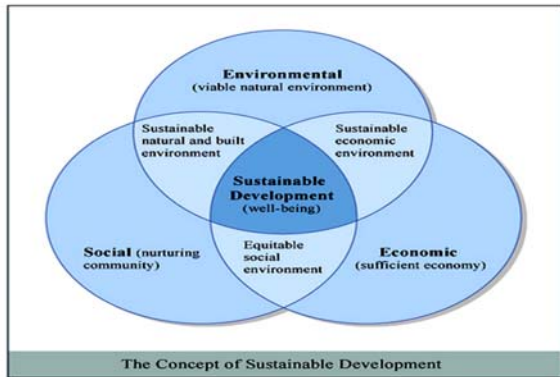 Environmental
(viable natural environment)
Sustainable
natural and built
environment
Sustainable
economic
environment
Sustainable
Development
(well-being)
Social (nurturing
community)
Equitable
social
environment
Economic
(sufficient economy)
The Concept of Sustainable Development